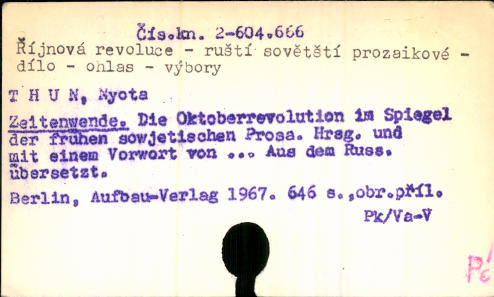 Čís.kn. 2-604.666
Říjnová revoluce - ruští sovětští prozaikové -
dílo - ohlas - výbory
T H U N, Nyota
Zeitenwende. Die Oktoberrevolution im Spiegel
der frühen sowjetischen Prosa. Hrsg. und
mit einem Vorwort von ... Aus dem Russ.
übersetzt.
Berlin, Aufbau-Verlag 1967. 646 s.,obr.příl.
Pk/Va-V